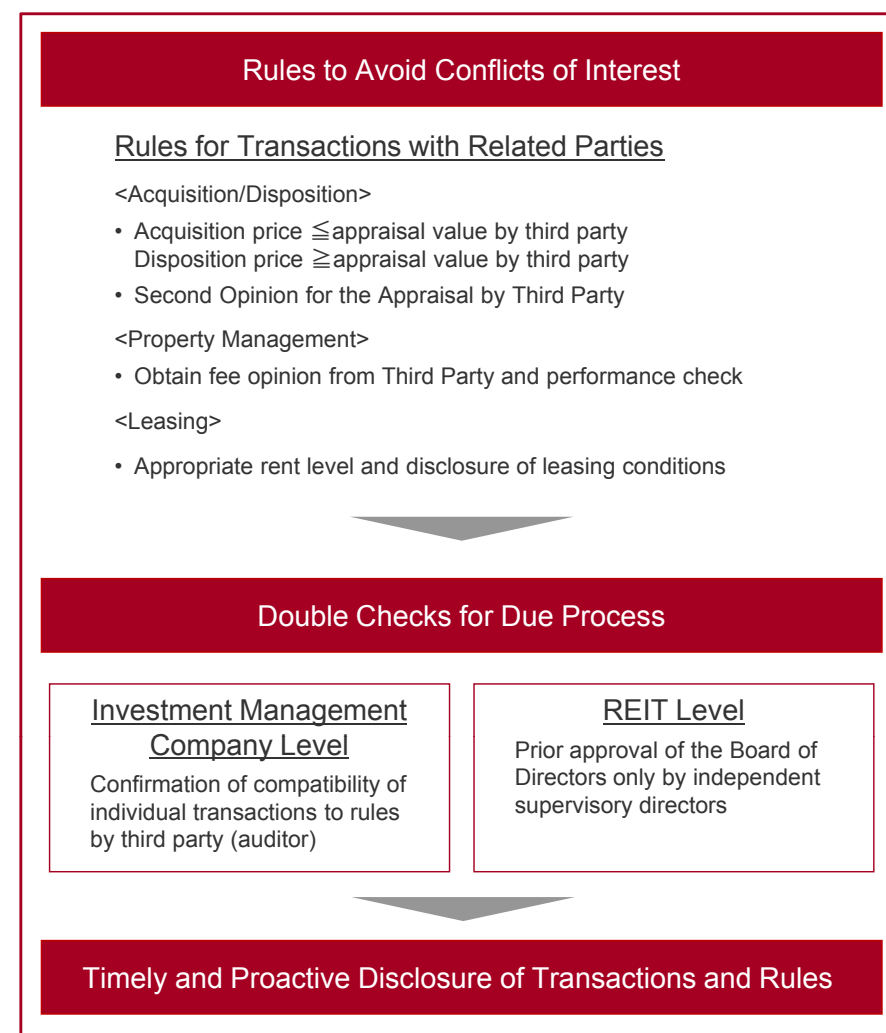 Rules to Avoid Conflicts of Interest
Rules for Transactions with Related Parties
<Acquisition/Disposition>
• Acquisition price ≦appraisal value by third party
Disposition price ≧appraisal value by third party
• Second Opinion for the Appraisal by Third Party
<Property Management>
• Obtain fee opinion from Third Party and performance check
<Leasing>
• Appropriate rent level and disclosure of leasing conditions
Double Checks for Due Process
Investment Management
Company Level
Confirmation of compatibility of
individual transactions to rules
by third party (auditor)
REIT Level
Prior approval of the Board of
Directors only by independent
supervisory directors
Timely and Proactive Disclosure of Transactions and Rules